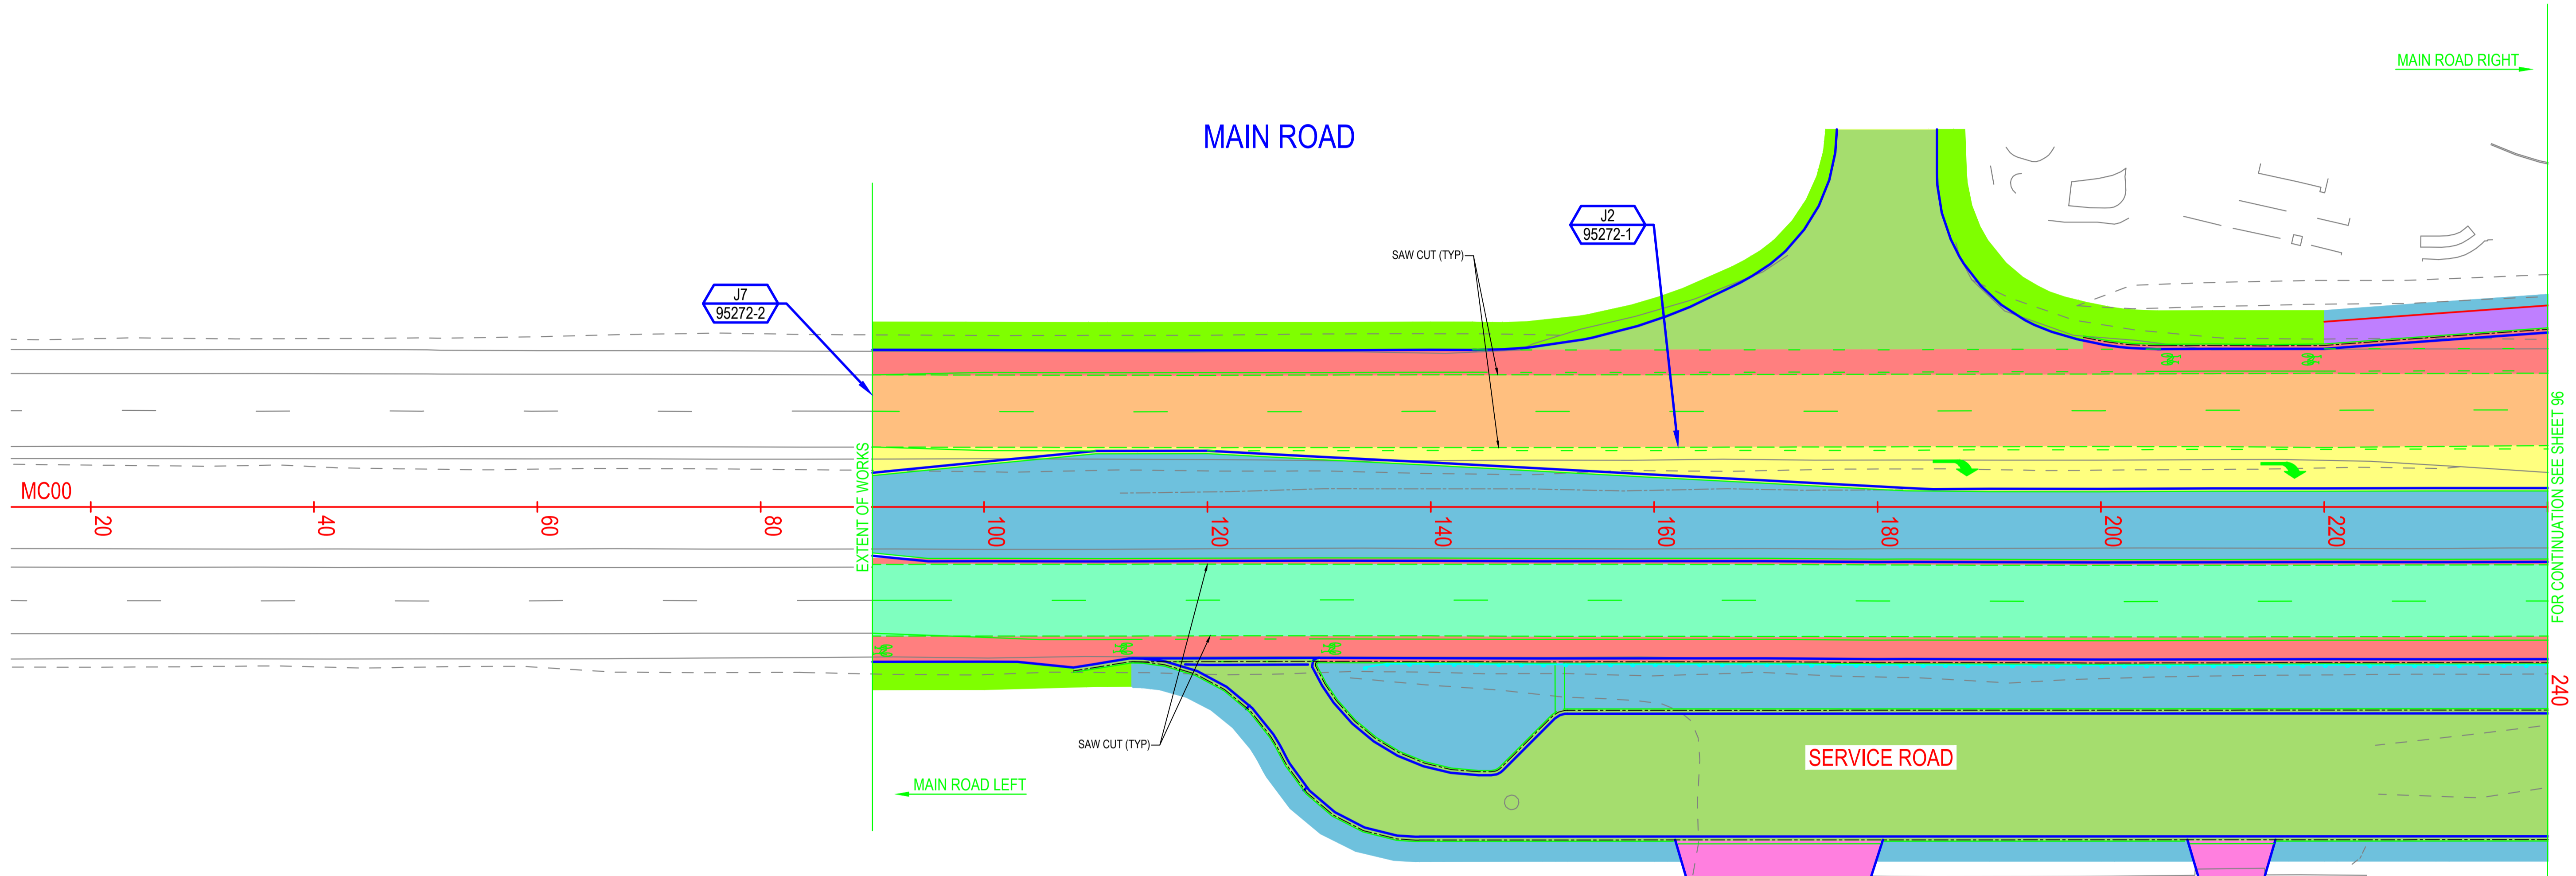 MAIN ROAD RIGHT
MAIN ROAD
J2
95272-1
SAW CUT (TYP)
J7
95272-2
EXTENT OF WORKS
FOR CONTINUATION SEE SHEET 96
MC00
20
40
60
80
100
120
140
160
180
200
220
240
SAW CUT (TYP)
SERVICE ROAD
MAIN ROAD LEFT